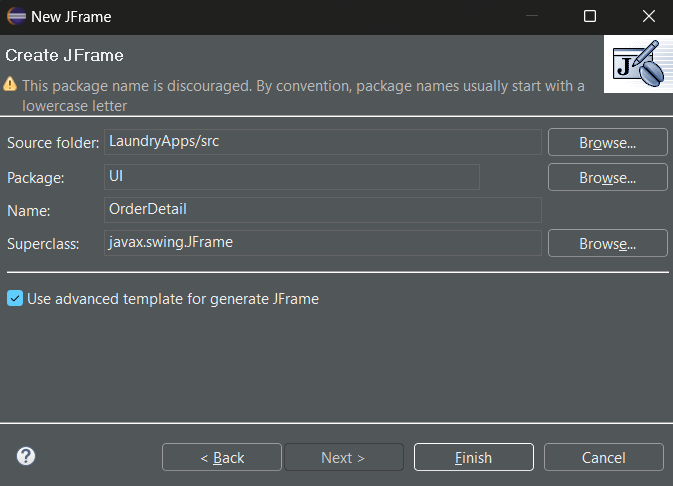 New JFrame
Create JFrame
This package name is discouraged. By convention, package names usually start with a
lowercase letter
J
Source folder: LaundryApps/src Browse...
Package: UI Browse...
Name: OrderDetail
Superclass: javax.swing.JFrame Browse...
Use advanced template for generate JFrame
? < Back Next > Finish Cancel